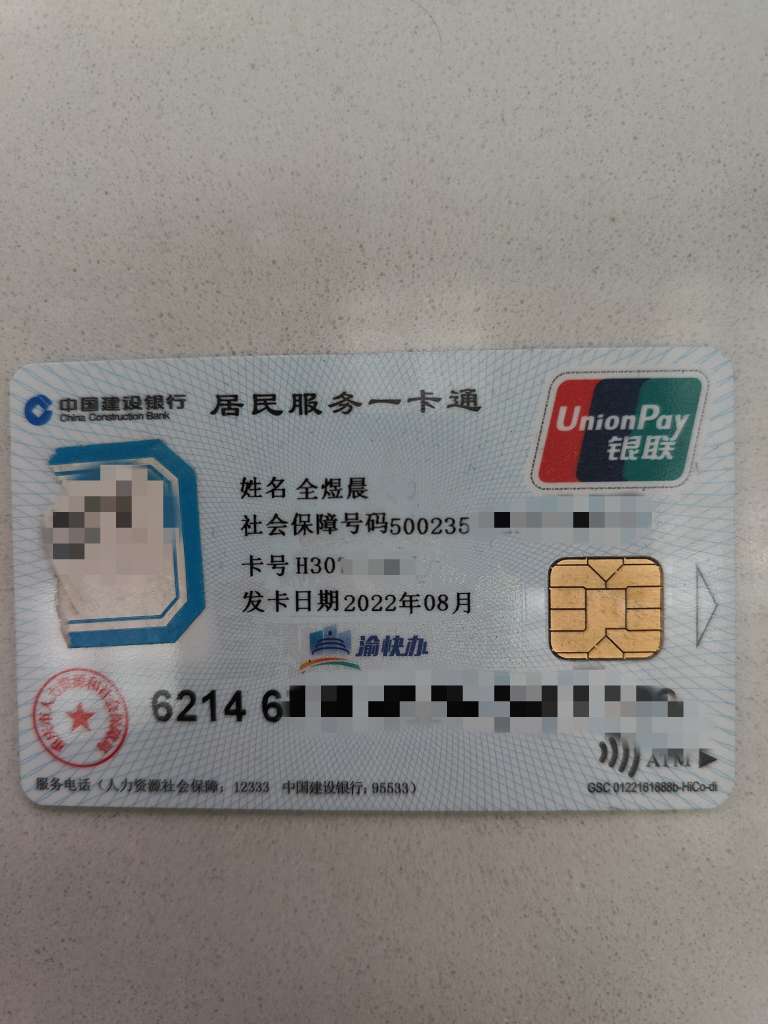 中国建设银行
China Construction Bank
居民服务一卡通
UnionPay
银联
姓名 全煜晨
社会保障号码500235
卡号 H30
发卡日期2022年08月
渝快办
6214 6
ATM
服务电话（人力资源社会保障：12333 中国建设银行：95533）
GSC 0122161688b-HiCo-di